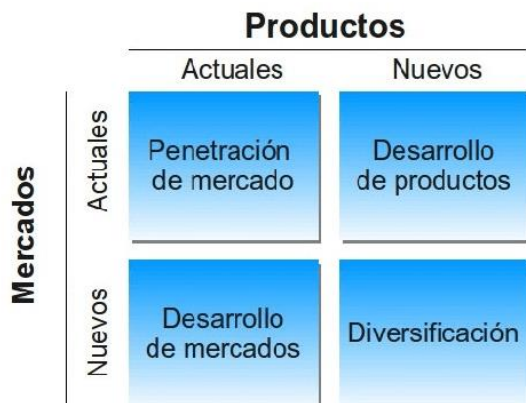 Productos
Actuales
Nuevos
Mercados
Actuales
Penetración
de mercado
Desarrollo
de productos
Nuevos
Desarrollo
de mercados
Diversificación